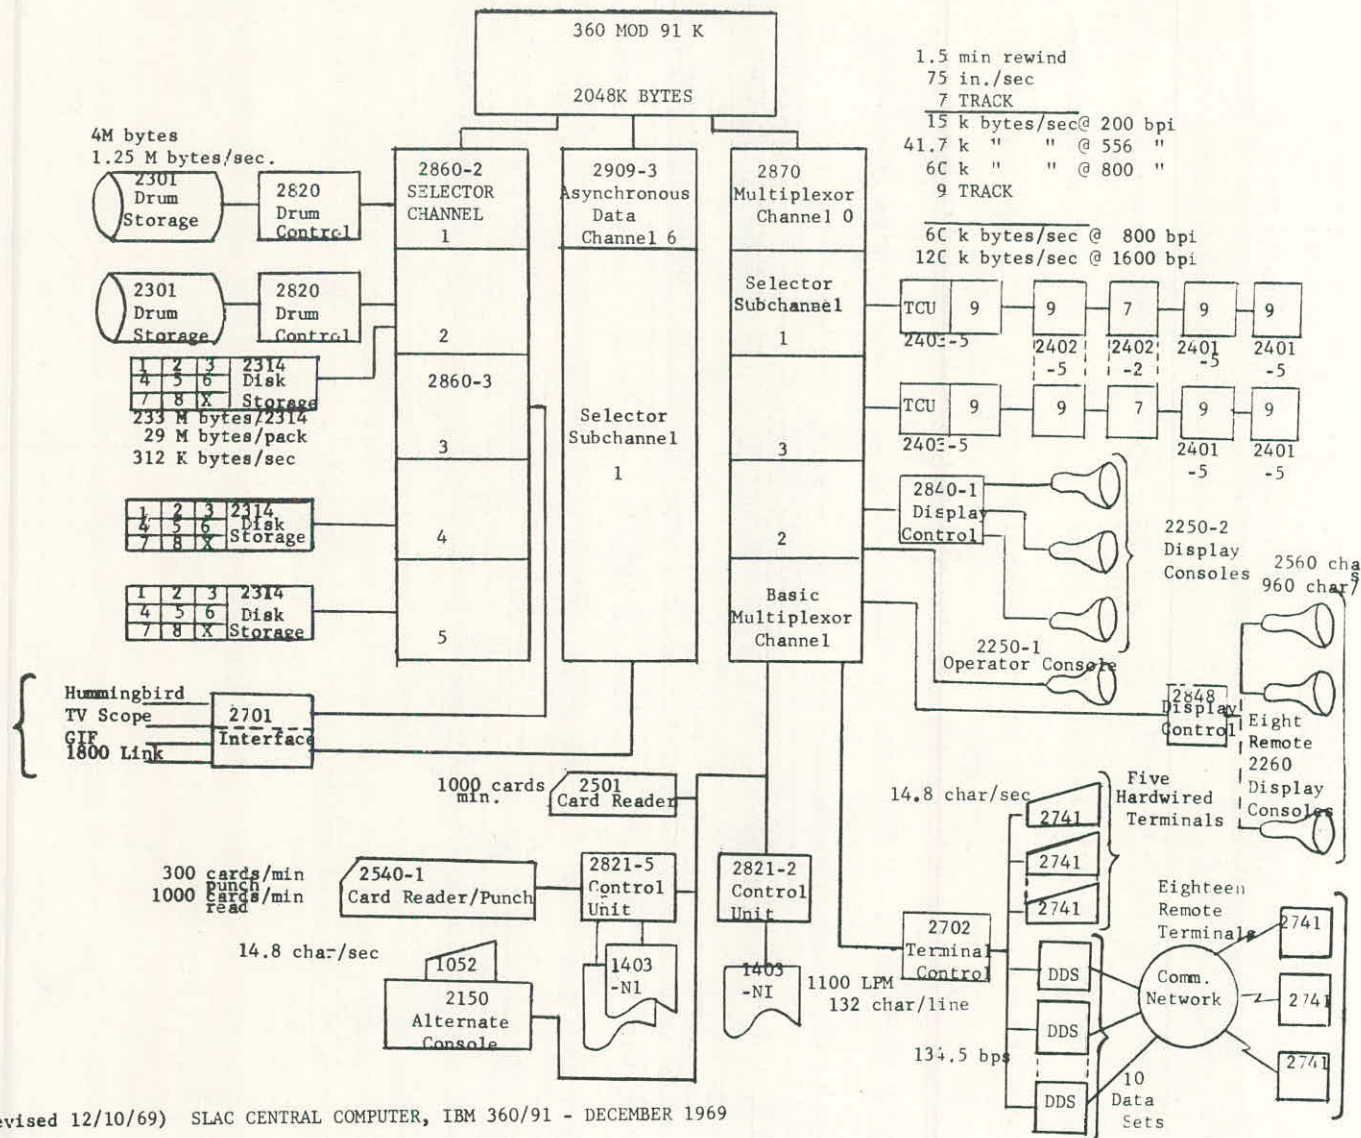 360 MOD 91 K
2048K BYTES
4M bytes
1.25 M bytes/sec.
2301
Drum
Storage
2820
Drum
Control
2301
Drum
Storage
2820
Drum
Control
1 2 3
4 5 6
7 8 X
2314
Disk
Storage
233 M bytes/2314
29 M bytes/pack
312 K bytes/sec
1 2 3
4 5 6
7 8 X
2314
Disk
Storage
1 2 3
4 5 6
7 8 X
2314
Disk
Storage
2860-2
SELECTOR
CHANNEL
1
2
2860-3
3
4
5
2909-3
Asynchronous
Data
Channel 6
Selector
Subchannel
1
2870
Multiplexor
Channel 0
Selector
Subchannel
1
3
2
Basic
Multiplexor
Channel
1.5 min rewind
75 in./sec
7 TRACK
15 k bytes/sec@ 200 bpi
41.7 k " " @ 556 "
6C k " " @ 800 "
9 TRACK
6C k bytes/sec @ 800 bpi
12C k bytes/sec @ 1600 bpi
TCU 9 9 7 9 9
2403-5
2402
-5
2402
-2
2401
-5
2401
-5
TCU 9 9 7 9 9
2403-5
2401
-5
2401
-5
2840-1
Display
Control
2250-2
Display
Consoles
2560 cha
s
960 char/
2250-1
Operator Console
2848
Display
Control
Eight
Remote
2260
Display
Consoles
Hummingbird
TV Scope
GIF
1800 Link
2701
Interface
1000 cards
min.
2501
Card Reader
300 cards/min
punch
1000 cards/min
read
2540-1
Card Reader/Punch
2821-5
Control
Unit
2821-2
Control
Unit
14.8 char/sec
1052
2150
Alternate
Console
1403
-N1
1403
-NI
1100 LPM
132 char/line
14.8 char/sec
2741
2741
2741
Five
Hardwired
Terminals
2702
Terminal
Control
DDS
DDS
DDS
134.5 bps
10
Data
Sets
Comm.
Network
Eighteen
Remote
Terminals
2741
2741
2741
evised 12/10/69) SLAC CENTRAL COMPUTER, IBM 360/91 - DECEMBER 1969